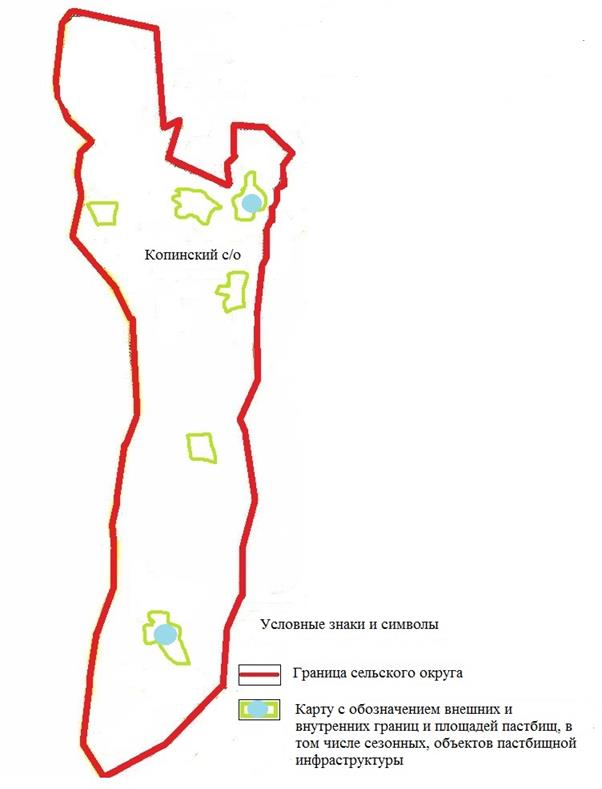 Копинский с/о
Условные знаки и символы
Граница сельского округа
Карту с обозначением внешних и
внутренних границ и площадей пастбищ, в
том числе сезонных, объектов пастбищной
инфраструктуры